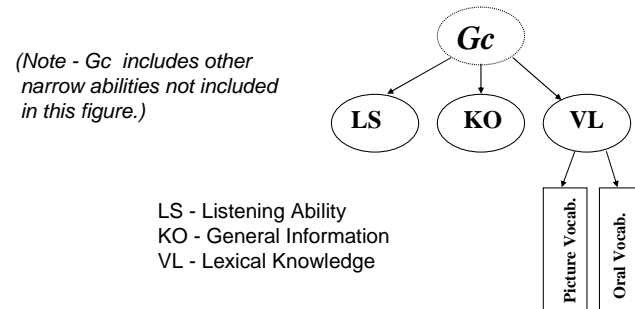 Gc
(Note - Gc includes other
narrow abilities not included
in this figure.)
LS
KO
VL
LS - Listening Ability
KO - General Information
VL - Lexical Knowledge
Picture Vocab.
Oral Vocab.